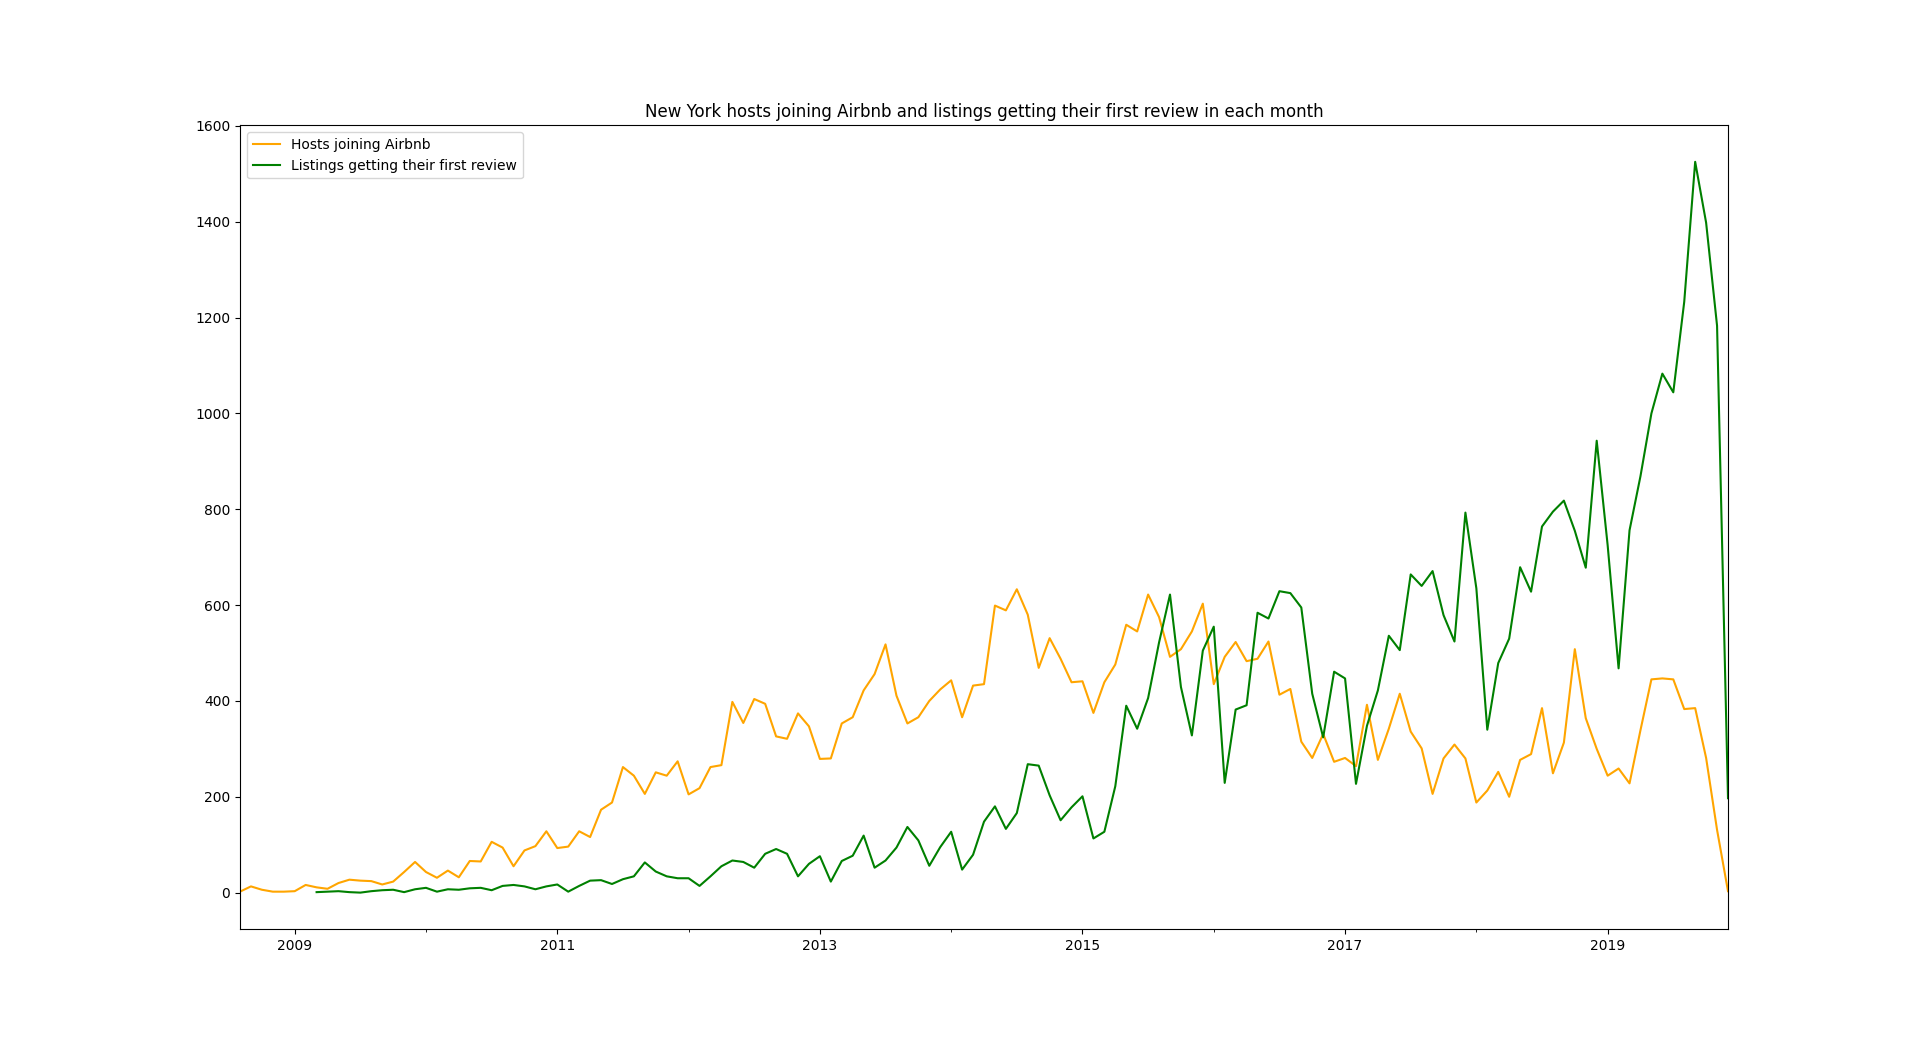 New York hosts joining Airbnb and listings getting their first review in each month
1600
Hosts joining Airbnb
Listings getting their first review
1400
1200
1000
800
600
400
200
0
2009 2011 2013 2015 2017 2019